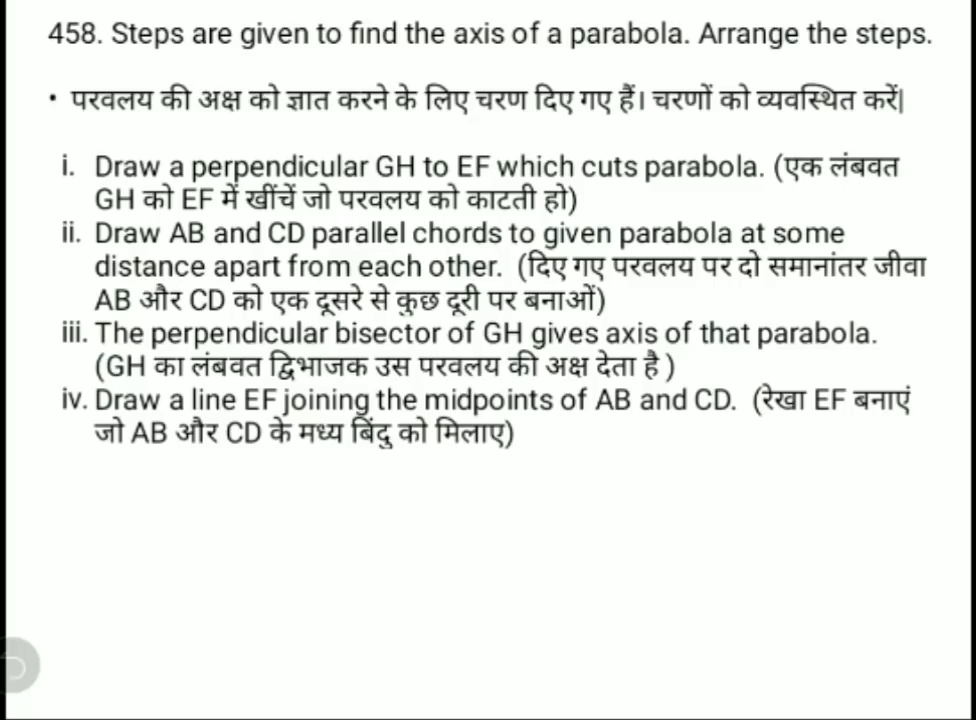 458. Steps are given to find the axis of a parabola. Arrange the steps.
• परवलय की अक्ष को ज्ञात करने के लिए चरण दिए गए हैं। चरणों को व्यवस्थित करें|
i. Draw a perpendicular GH to EF which cuts parabola. (एक लंबवत
GH को EF में खींचें जो परवलय को काटती हो)
ii. Draw AB and CD parallel chords to given parabola at some
distance apart from each other. (दिए गए परवलय पर दो समानांतर जीवा
AB और CD को एक दूसरे से कुछ दूरी पर बनाओं)
iii. The perpendicular bisector of GH gives axis of that parabola.
(GH का लंबवत द्विभाजक उस परवलय की अक्ष देता है )
iv. Draw a line EF joining the midpoints of AB and CD. (रेखा EF बनाएं
जो AB और CD के मध्य बिंदु को मिलाए)